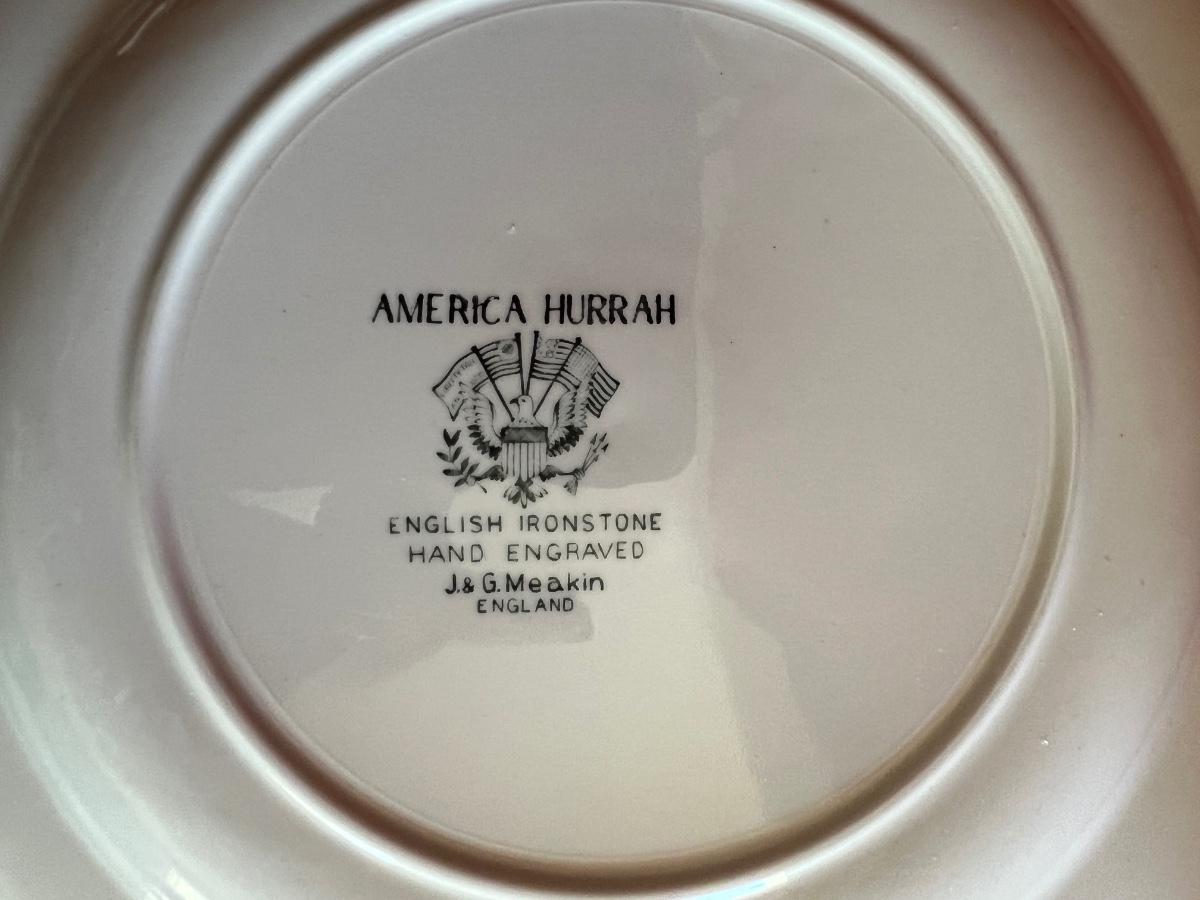 AMERICA HURRAH
ENGLISH IRONSTONE
HAND ENGRAVED
J.& G.Meakin
ENGLAND